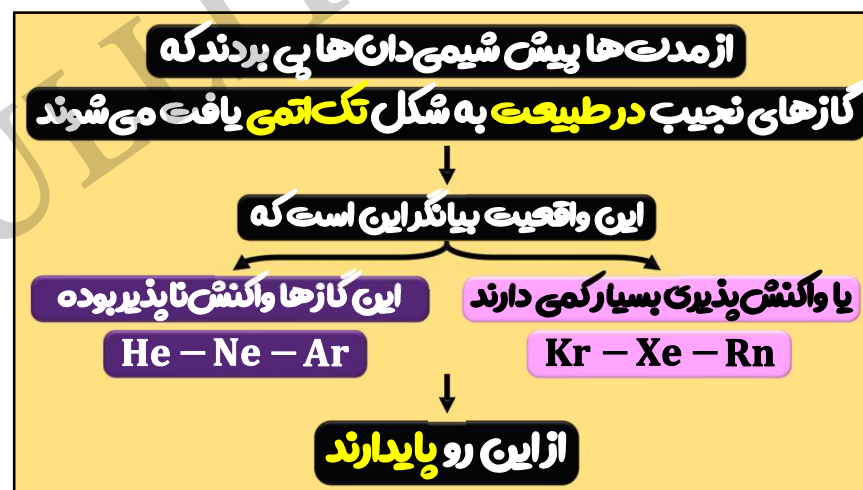 از مدت‌ها پیش شیمی‌دان‌ها پی بردند که
گازهای نجیب در طبیعت به شکل تک‌اتمی یافت می‌شوند
این واقعیت بیانگر این است که
یا واکنش‌پذیری بسیار کمی دارند
این گازها واکنش‌ناپذیر بوده
Kr – Xe – Rn
He – Ne – Ar
از این رو پایدارند